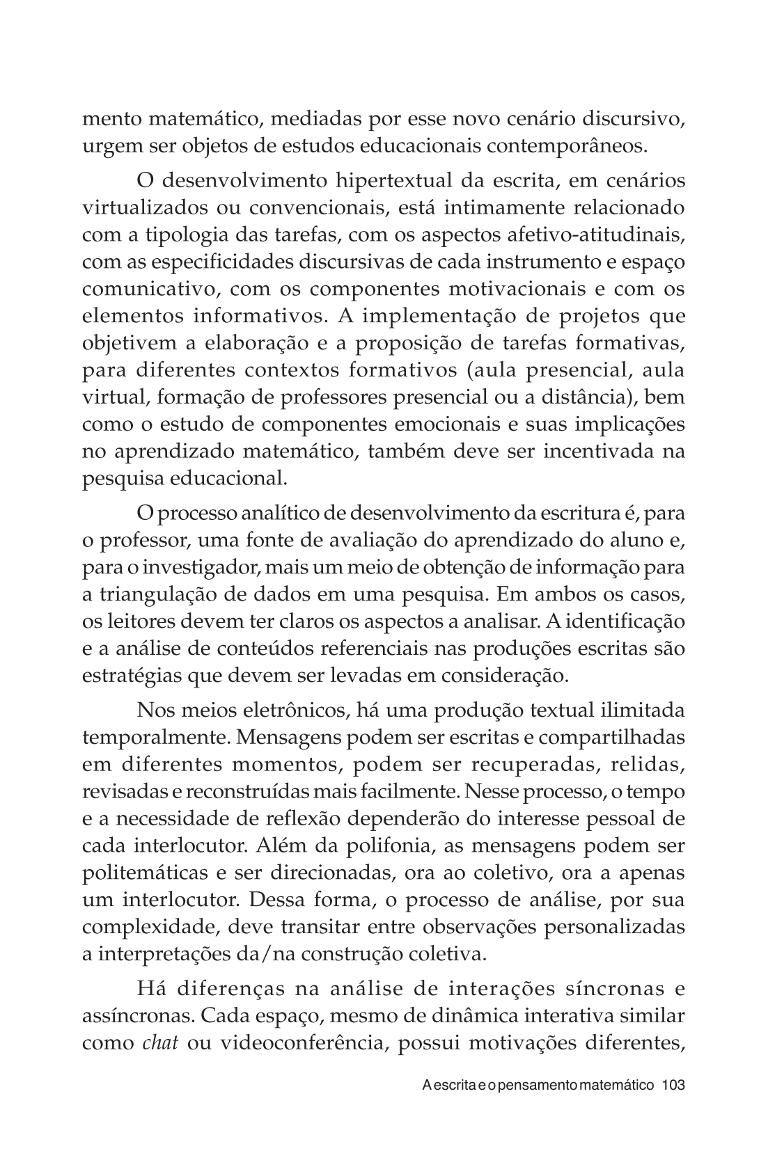 mento matemático, mediadas por esse novo cenário discursivo,
urgem ser objetos de estudos educacionais contemporâneos.
O desenvolvimento hipertextual da escrita, em cenários
virtualizados ou convencionais, está intimamente relacionado
com a tipologia das tarefas, com os aspectos afetivo-atitudinais,
com as especificidades discursivas de cada instrumento e espaço
comunicativo, com os componentes motivacionais e com os
elementos informativos. A implementação de projetos que
objetivem a elaboração e a proposição de tarefas formativas,
para diferentes contextos formativos (aula presencial, aula
virtual, formação de professores presencial ou a distância), bem
como o estudo de componentes emocionais e suas implicações
no aprendizado matemático, também deve ser incentivada na
pesquisa educacional.
O processo analítico de desenvolvimento da escritura é, para
o professor, uma fonte de avaliação do aprendizado do aluno e,
para o investigador, mais um meio de obtenção de informação para
a triangulação de dados em uma pesquisa. Em ambos os casos,
os leitores devem ter claros os aspectos a analisar. A identificação
e a análise de conteúdos referenciais nas produções escritas são
estratégias que devem ser levadas em consideração.
Nos meios eletrônicos, há uma produção textual ilimitada
temporalmente. Mensagens podem ser escritas e compartilhadas
em diferentes momentos, podem ser recuperadas, relidas,
revisadas e reconstruídas mais facilmente. Nesse processo, o tempo
e a necessidade de reflexão dependerão do interesse pessoal de
cada interlocutor. Além da polifonia, as mensagens podem ser
politemáticas e ser direcionadas, ora ao coletivo, ora a apenas
um interlocutor. Dessa forma, o processo de análise, por sua
complexidade, deve transitar entre observações personalizadas
a interpretações da/na construção coletiva.
Há diferenças na análise de interações síncronas e
assíncronas. Cada espaço, mesmo de dinâmica interativa similar
como chat ou videoconferência, possui motivações diferentes,
A escrita e o pensamento matemático 103